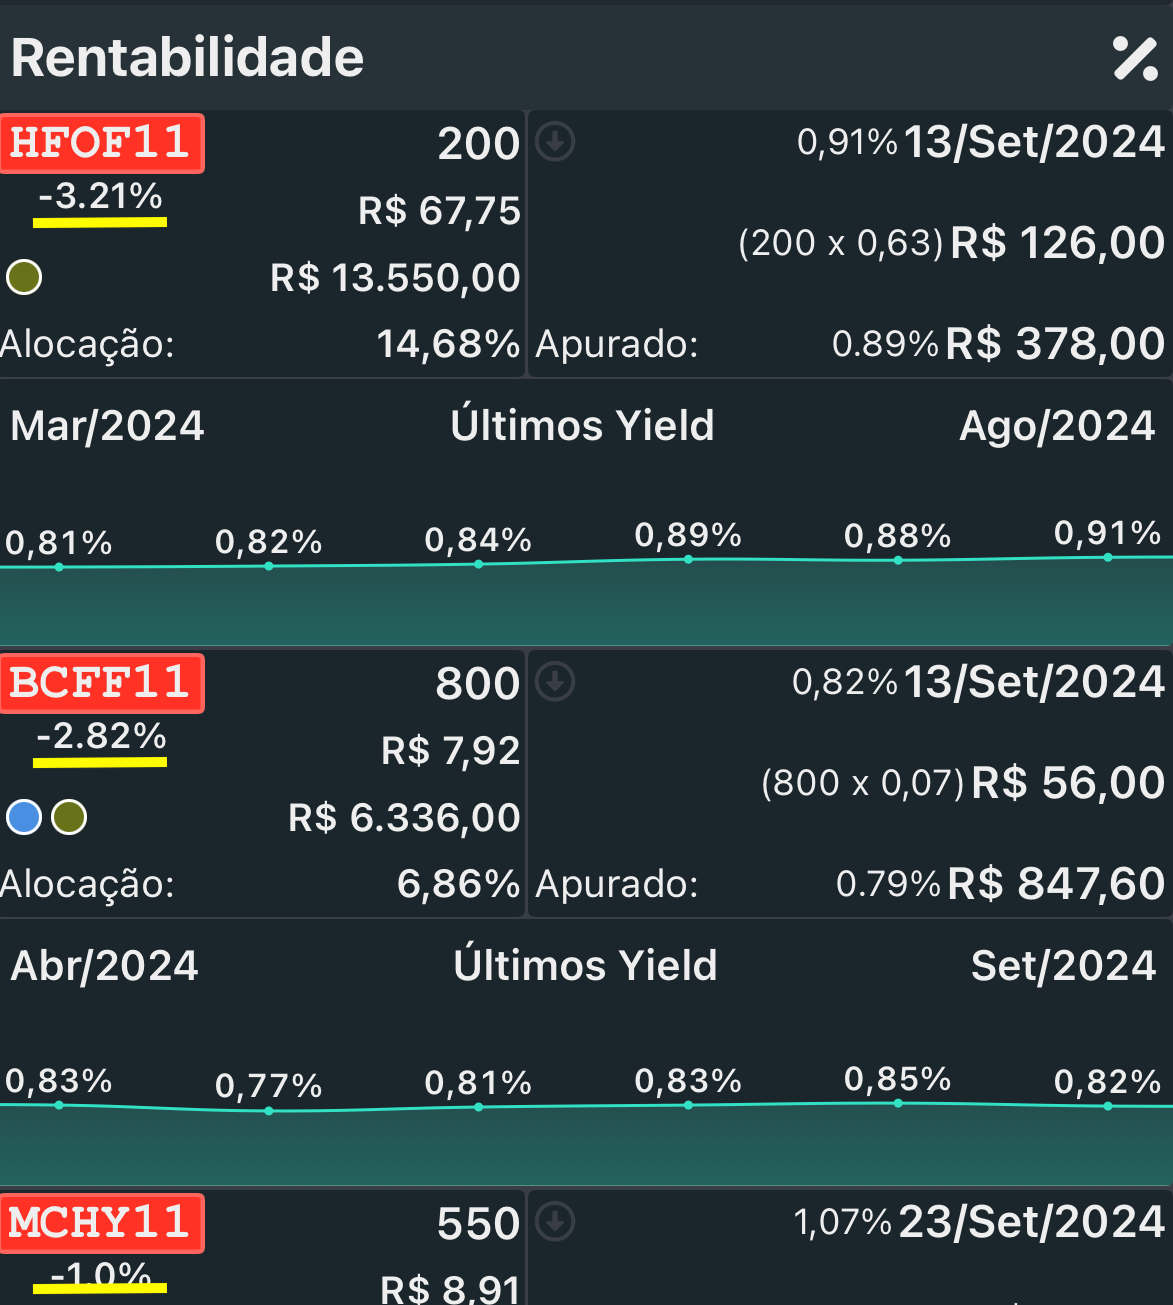 Rentabilidade
HFOF11 200 0,91% 13/Set/2024
-3.21% R$ 67,75 (200 x 0,63) R$ 126,00
R$ 13.550,00
Alocação: 14,68% Apurado: 0.89% R$ 378,00
Mar/2024 Últimos Yield Ago/2024
0,81% 0,82% 0,84% 0,89% 0,88% 0,91%
BCFF11 800 0,82% 13/Set/2024
-2.82% R$ 7,92 (800 x 0,07) R$ 56,00
R$ 6.336,00
Alocação: 6,86% Apurado: 0.79% R$ 847,60
Abr/2024 Últimos Yield Set/2024
0,83% 0,77% 0,81% 0,83% 0,85% 0,82%
MCHY11 550 1,07% 23/Set/2024
-1.0% R$ 8,91